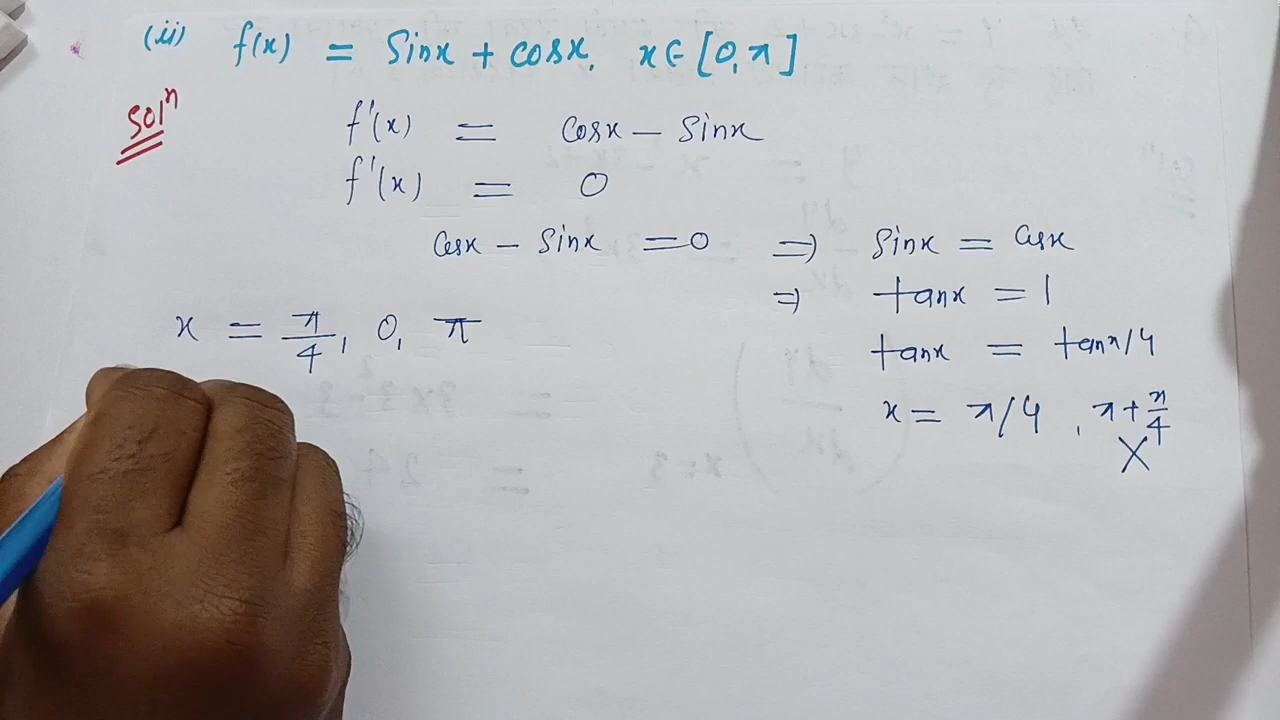 (ii) f(x) = Sinx + cosx, x∈[0,π]
Solⁿ
f'(x) = Cosx − Sinx
f'(x) = 0
Cosx − Sinx = 0 ⇒ Sinx = Cosx
⇒ tanx = 1
tanx = tanπ/4
x = π/4, π+π/4
X
x = π/4, 0, π